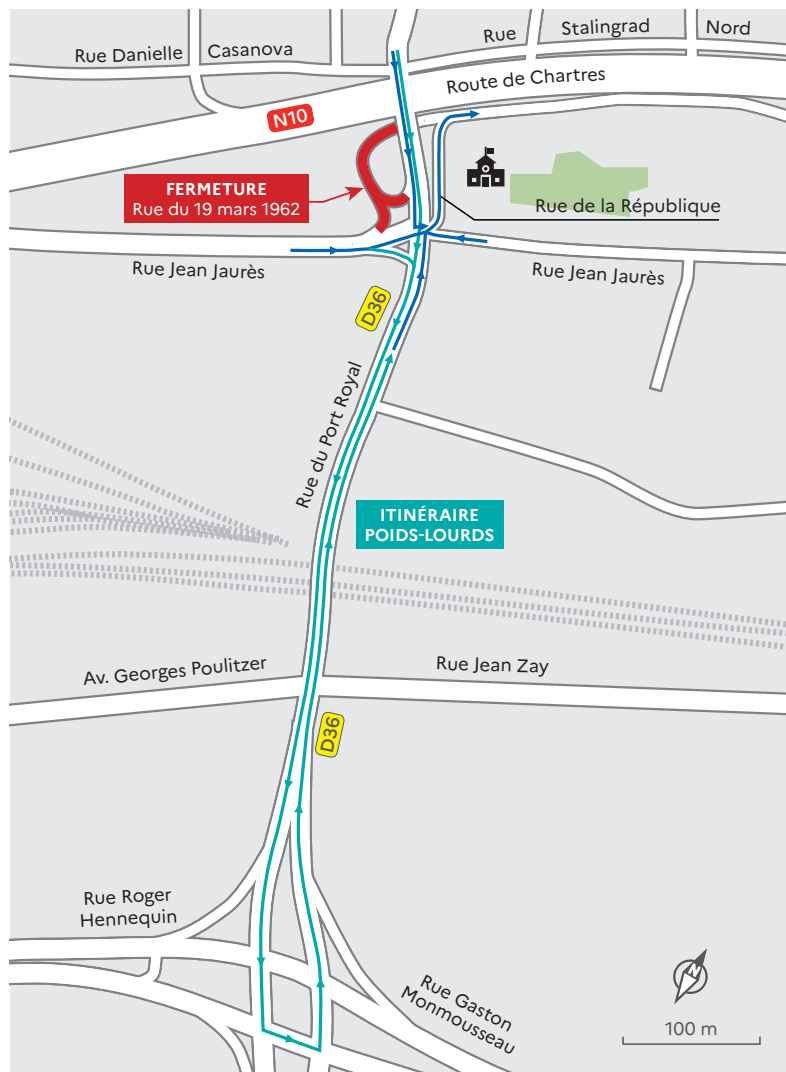 Rue Stalingrad Nord
Rue Danielle Casanova
Route de Chartres
N10
FERMETURE
Rue du 19 mars 1962
Rue de la République
Rue Jean Jaurès
Rue Jean Jaurès
D36
Rue du Port Royal
ITINÉRAIRE
POIDS-LOURDS
Av. Georges Poulitzer
Rue Jean Zay
D36
Rue Roger
Hennequin
Rue Gaston
Monmousseau
N
100 m